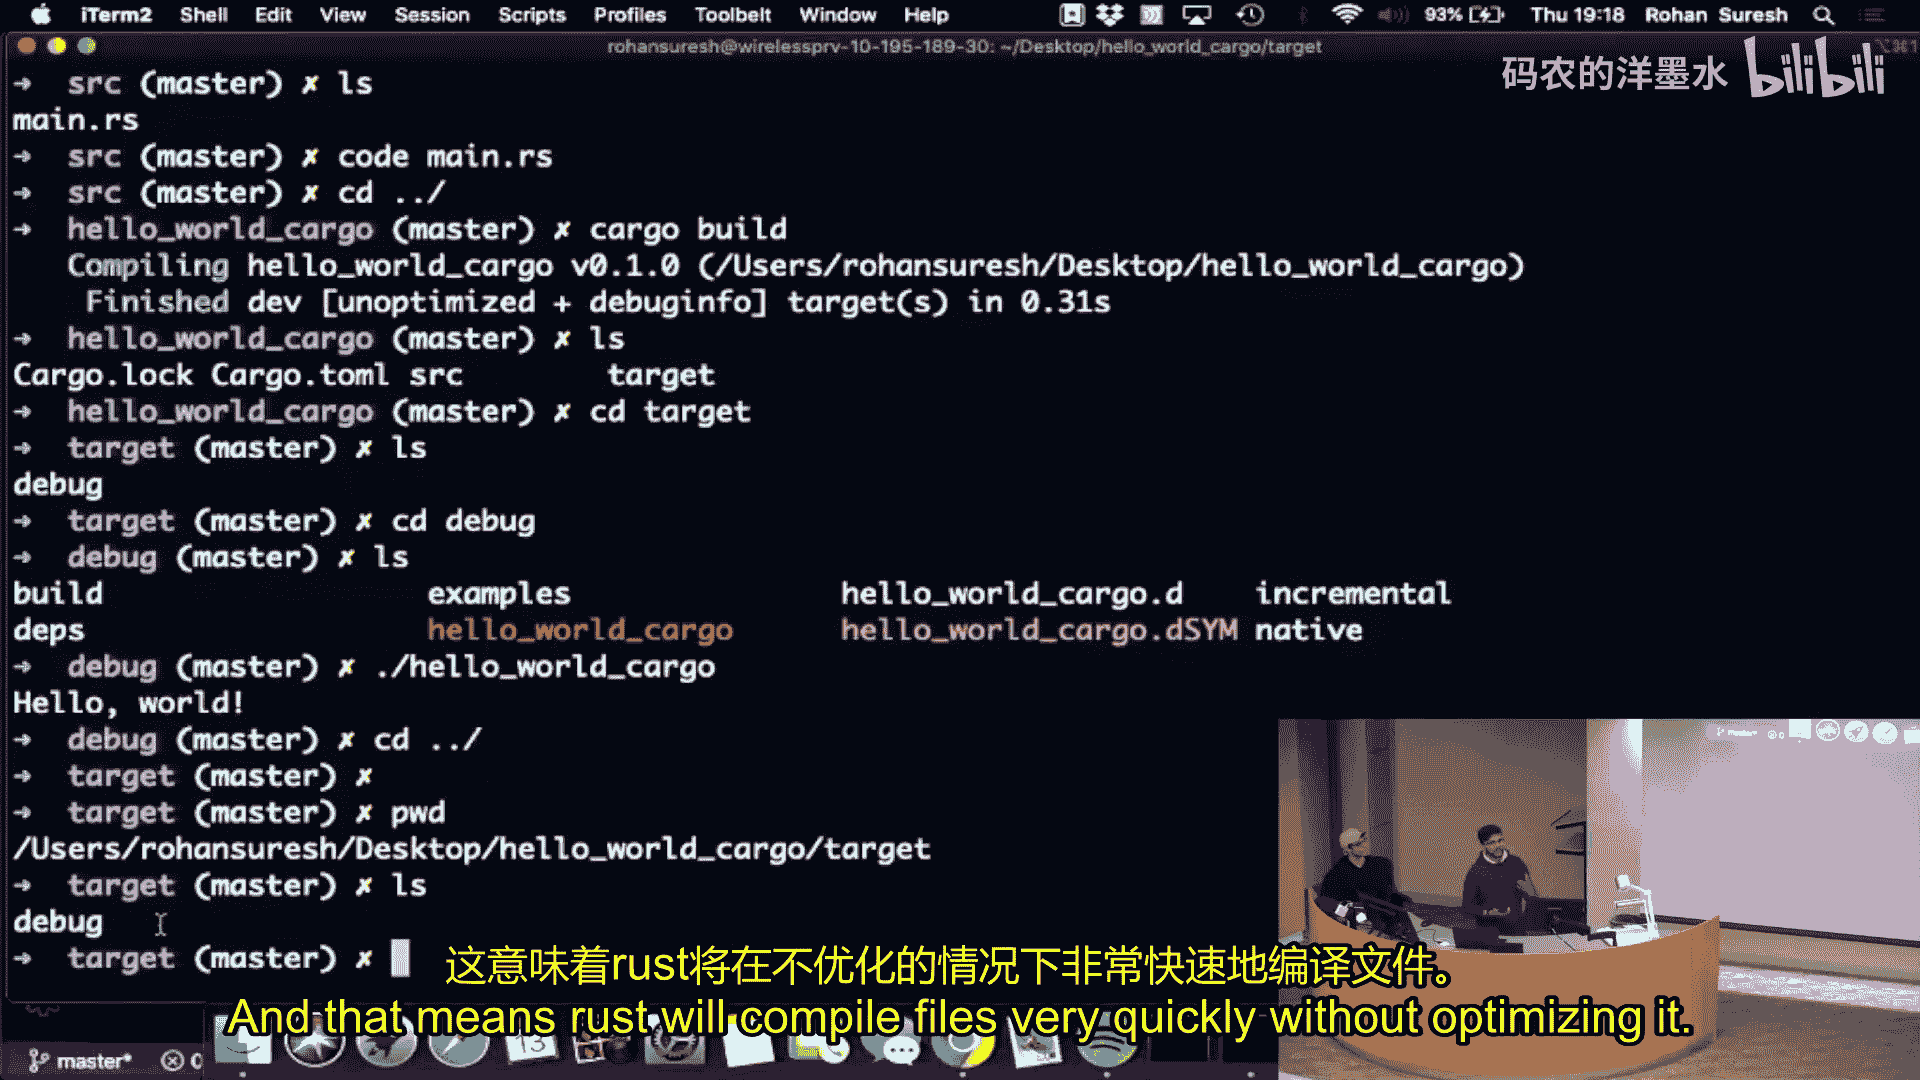 iTerm2 Shell Edit View Session Scripts Profiles Toolbelt Window Help 93% Thu 19:18 Rohan Suresh
rohansuresh@wirelessprv-10-195-189-30: ~/Desktop/hello_world_cargo/target
码农的洋墨水 bilibili
→ src (master) ✗ ls
main.rs
→ src (master) ✗ code main.rs
→ src (master) ✗ cd ../
→ hello_world_cargo (master) ✗ cargo build
Compiling hello_world_cargo v0.1.0 (/Users/rohansuresh/Desktop/hello_world_cargo)
Finished dev [unoptimized + debuginfo] target(s) in 0.31s
→ hello_world_cargo (master) ✗ ls
Cargo.lock Cargo.toml src target
→ hello_world_cargo (master) ✗ cd target
→ target (master) ✗ ls
debug
→ target (master) ✗ cd debug
→ debug (master) ✗ ls
build examples hello_world_cargo.d incremental
deps hello_world_cargo hello_world_cargo.dSYM native
→ debug (master) ✗ ./hello_world_cargo
Hello, world!
→ debug (master) ✗ cd ../
→ target (master) ✗
→ target (master) ✗ pwd
/Users/rohansuresh/Desktop/hello_world_cargo/target
→ target (master) ✗ ls
debug
→ target (master) ✗
这意味着rust将在不优化的情况下非常快速地编译文件。
And that means rust will compile files very quickly without optimizing it.
master* 0